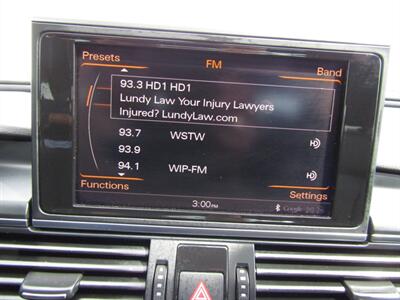 Presets FM Band
93.3 HD1 HD1
Lundy Law Your Injury Lawyers
Injured? LundyLaw.com
93.7 WSTW
93.9
94.1 WIP-FM
Functions Settings
3:00PM Google